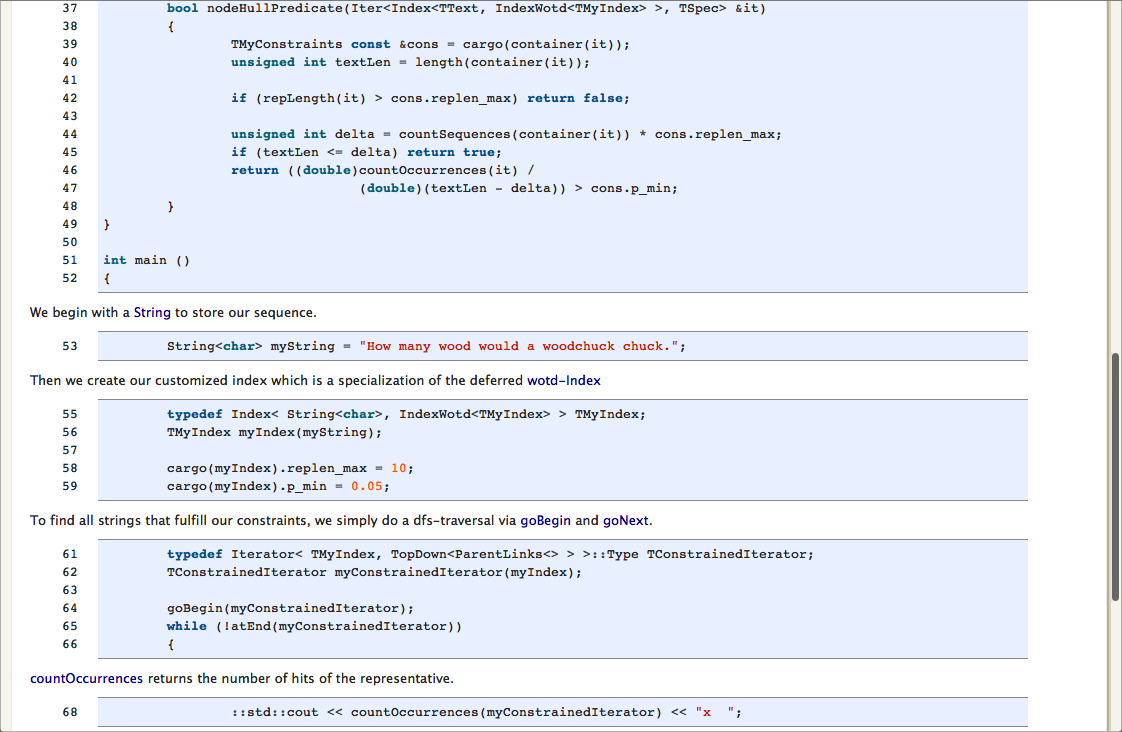 37 bool nodeHullPredicate(Iter<Index<TText, IndexWotd<TMyIndex> >, TSpec> &it)
38 {
39 TMyConstraints const &cons = cargo(container(it));
40 unsigned int textLen = length(container(it));
41
42 if (repLength(it) > cons.replen_max) return false;
43
44 unsigned int delta = countSequences(container(it)) * cons.replen_max;
45 if (textLen <= delta) return true;
46 return ((double)countOccurrences(it) /
47 (double)(textLen - delta)) > cons.p_min;
48 }
49 }
50
51 int main ()
52 {
We begin with a String to store our sequence.
53 String<char> myString = "How many wood would a woodchuck chuck.";
Then we create our customized index which is a specialization of the deferred wotd-Index
55 typedef Index< String<char>, IndexWotd<TMyIndex> > TMyIndex;
56 TMyIndex myIndex(myString);
57
58 cargo(myIndex).replen_max = 10;
59 cargo(myIndex).p_min = 0.05;
To find all strings that fulfill our constraints, we simply do a dfs-traversal via goBegin and goNext.
61 typedef Iterator< TMyIndex, TopDown<ParentLinks<> > >::Type TConstrainedIterator;
62 TConstrainedIterator myConstrainedIterator(myIndex);
63
64 goBegin(myConstrainedIterator);
65 while (!atEnd(myConstrainedIterator))
66 {
countOccurrences returns the number of hits of the representative.
68 ::std::cout << countOccurrences(myConstrainedIterator) << "x  ";